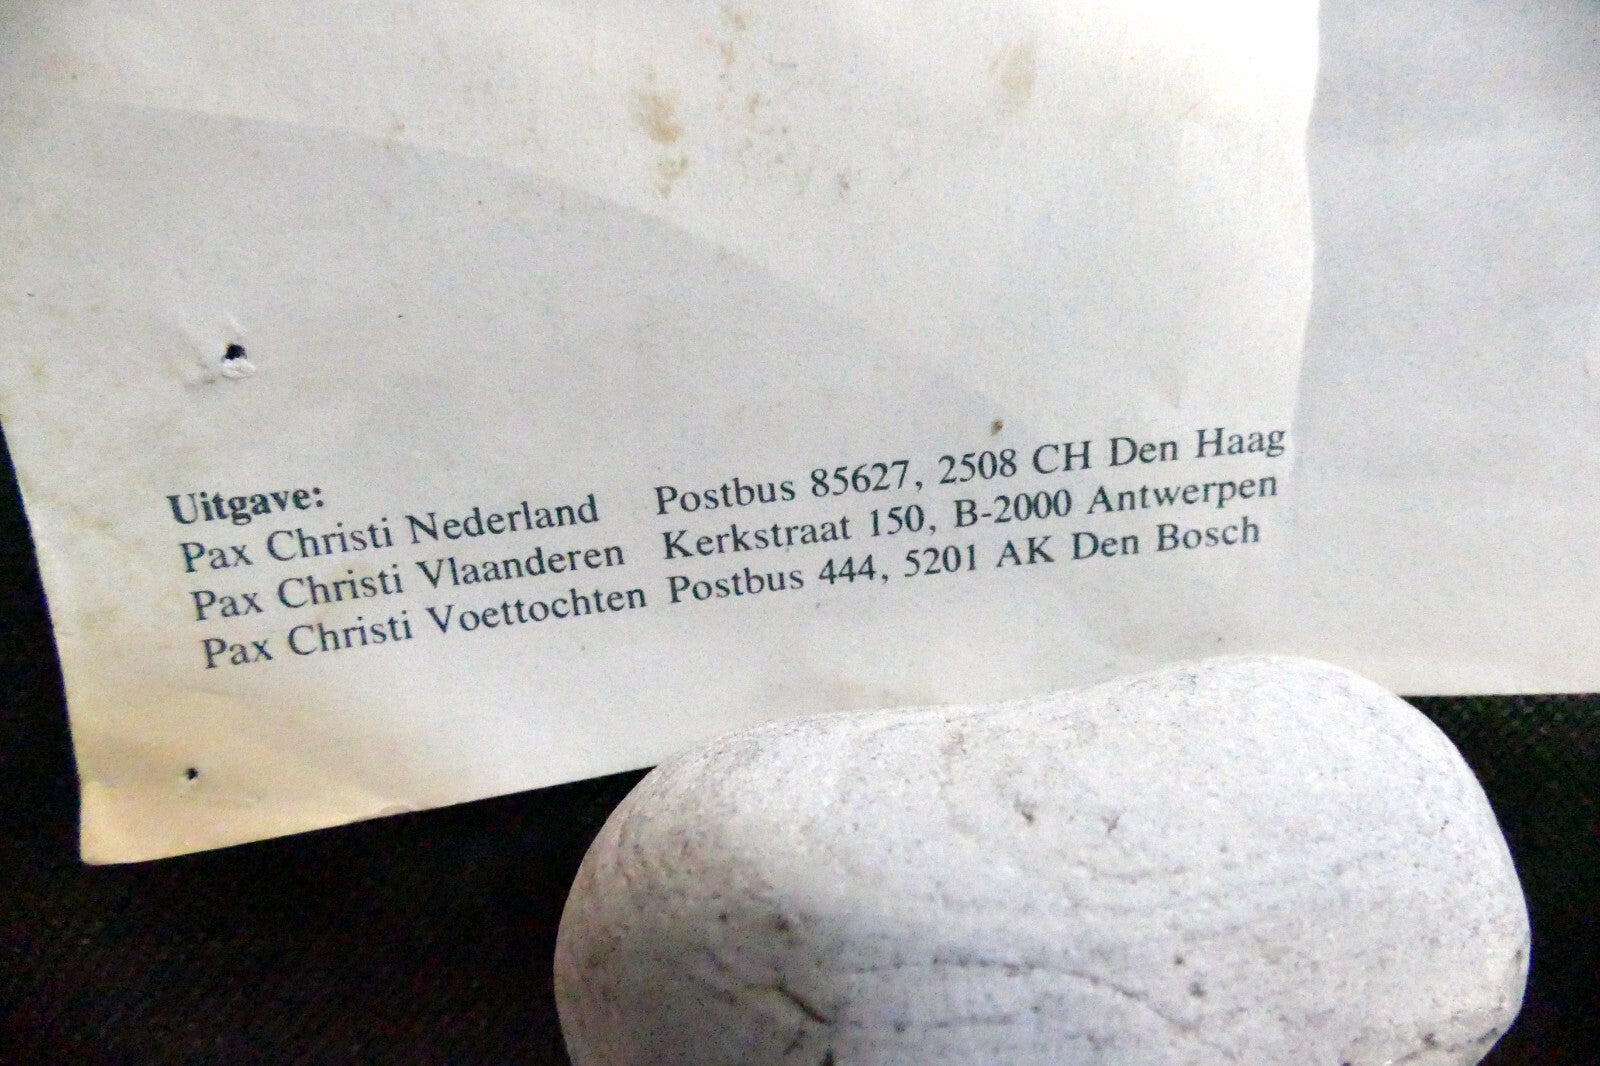 Uitgave:
Pax Christi Nederland Postbus 85627, 2508 CH Den Haag
Pax Christi Vlaanderen Kerkstraat 150, B-2000 Antwerpen
Pax Christi Voettochten Postbus 444, 5201 AK Den Bosch